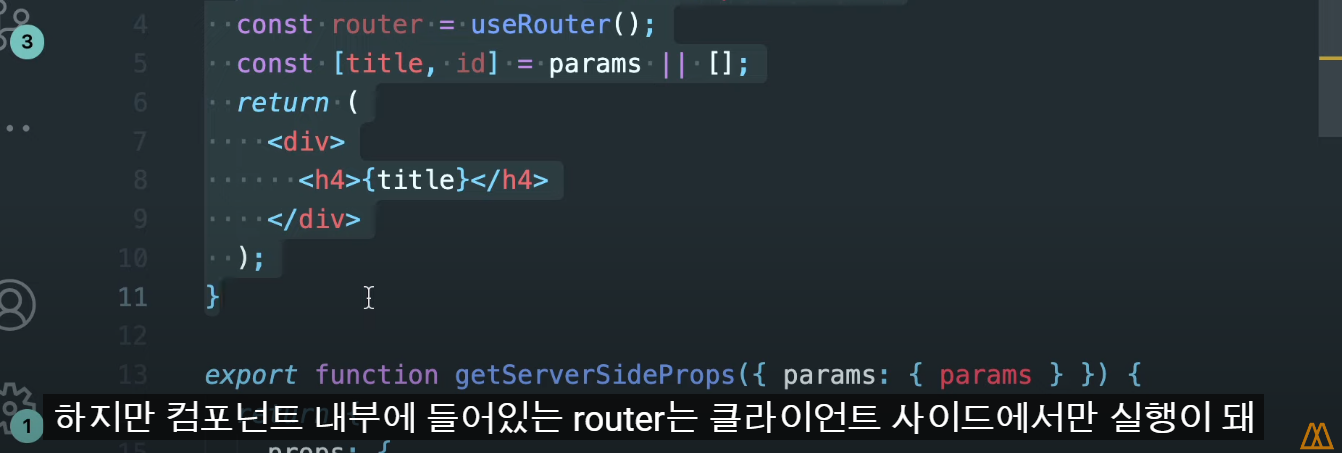 3
4 const router = useRouter();
5 const [title, id] = params || [];
6 return (
7 <div>
8 <h4>{title}</h4>
9 </div>
10 );
11 }
12
13 export function getServerSideProps({ params: { params } }) {
1 하지만 컴포넌트 내부에 들어있는 router는 클라이언트 사이드에서만 실행이 돼
props: {